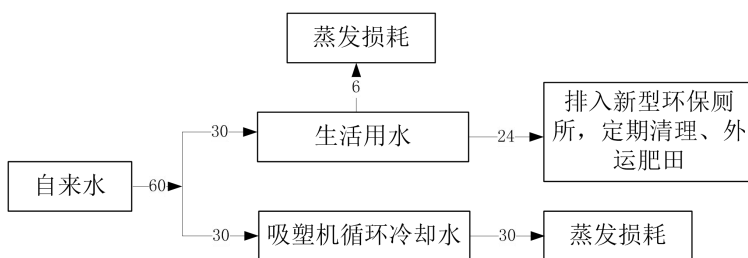 蒸发损耗
6
排入新型环保厕
所，定期清理、外
运肥田
30
生活用水
24
自来水
60
30
吸塑机循环冷却水
30
蒸发损耗